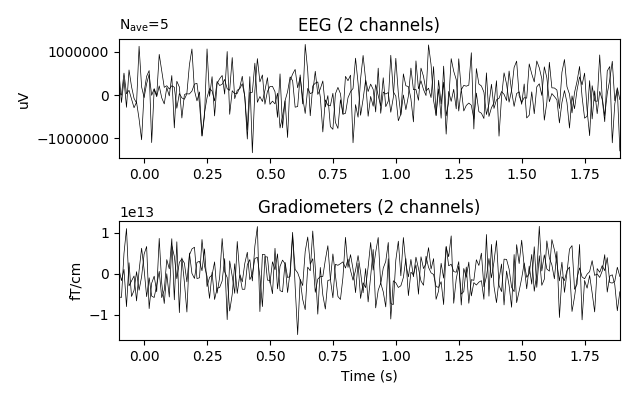 N_ave=5
EEG (2 channels)
uV
1000000
0
−1000000
0.00 0.25 0.50 0.75 1.00 1.25 1.50 1.75
1e13
Gradiometers (2 channels)
fT/cm
1
0
−1
0.00 0.25 0.50 0.75 1.00 1.25 1.50 1.75
Time (s)